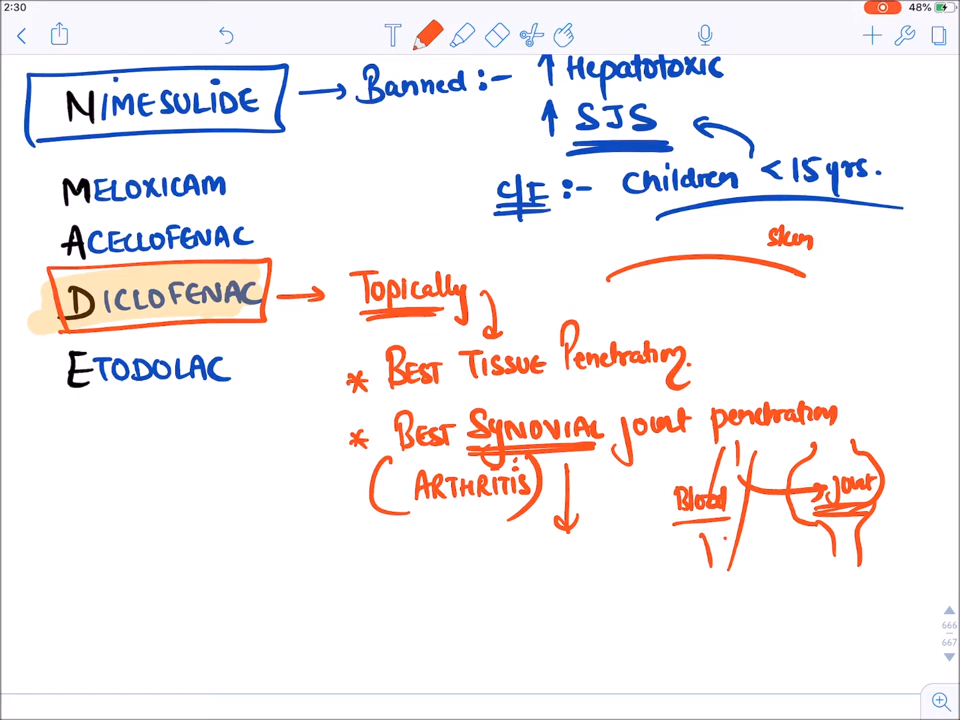 2:30
48%
T
NIMESULIDE → Banned :- ↑ Hepatotoxic
↑ SJS
C/I :- Children < 15 yrs.
MELOXICAM
ACELLOFENAC
skin
DICLOFENAC → Topically
* BEST TISSUE Penetration.
ETODOLAC
* BEST SYNOVIAL joint penetration
(ARTHRITIS)
Blood
joint
666
667